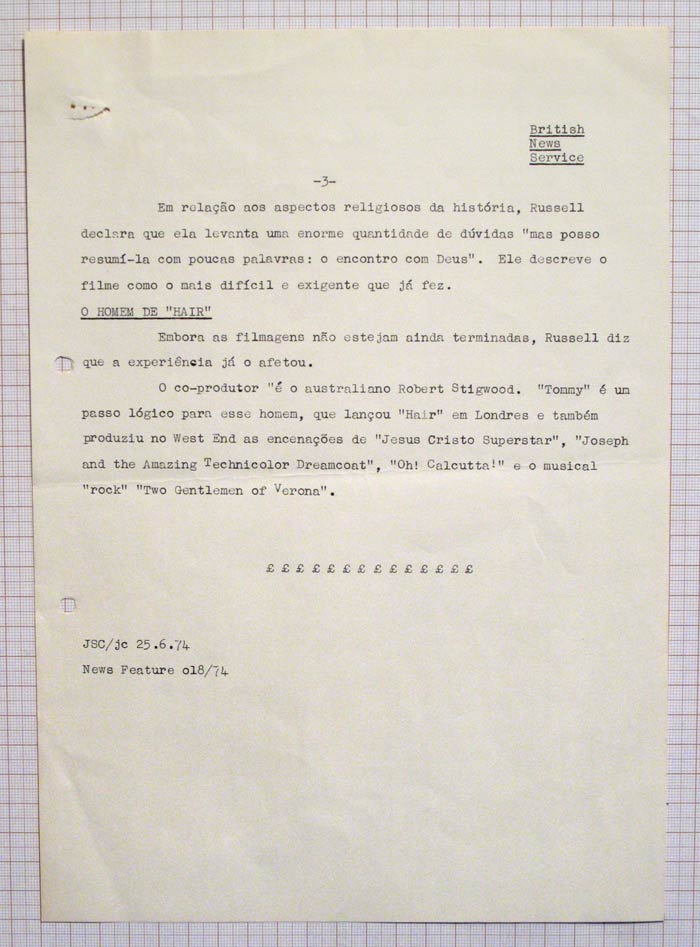 British
News
Service
-3-
Em relação aos aspectos religiosos da história, Russell
declara que ela levanta uma enorme quantidade de dúvidas "mas posso
resumí-la com poucas palavras: o encontro com Deus". Ele descreve o
filme como o mais difícil e exigente que já fez.
O HOMEM DE "HAIR"
Embora as filmagens não estejam ainda terminadas, Russell diz
que a experiência já o afetou.
O co-produtor "é o australiano Robert Stigwood. "Tommy" é um
passo lógico para esse homem, que lançou "Hair" em Londres e também
produziu no West End as encenações de "Jesus Cristo Superstar", "Joseph
and the Amazing Technicolor Dreamcoat", "Oh! Calcutta!" e o musical
"rock" "Two Gentlemen of Verona".
£ £ £ £ £ £ £ £ £ £ £ £ £ £
JSC/jc 25.6.74
News Feature o18/74